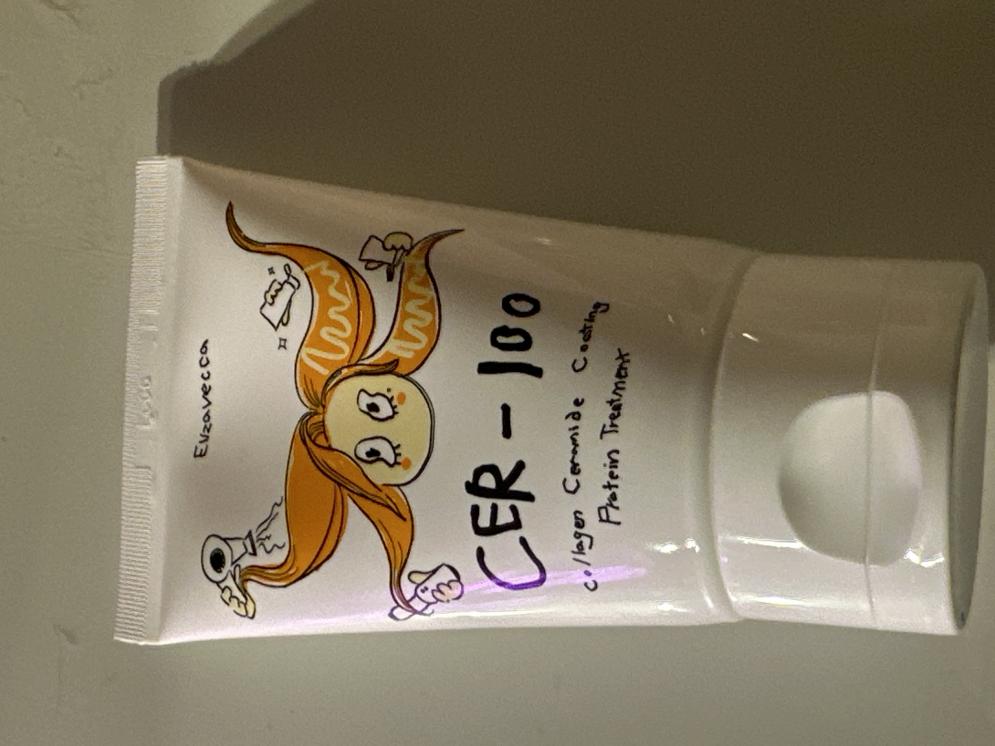 Elizavecca
CER-100
Collagen Ceramide Coating
Protein Treatment